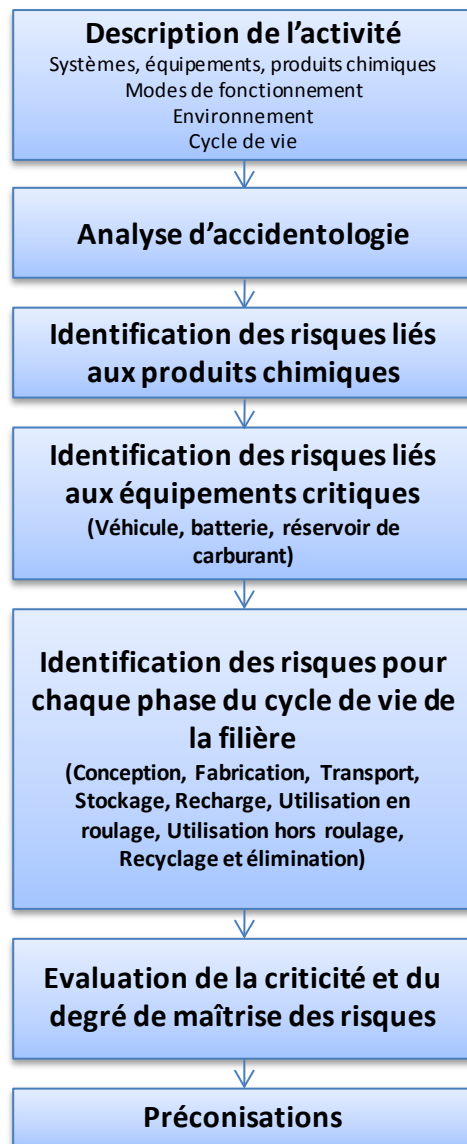 Description de l'activité
Systèmes, équipements, produits chimiques
Modes de fonctionnement
Environnement
Cycle de vie
Analyse d'accidentologie
Identification des risques liés
aux produits chimiques
Identification des risques liés
aux équipements critiques
(Véhicule, batterie, réservoir de
carburant)
Identification des risques pour
chaque phase du cycle de vie de
la filière
(Conception, Fabrication, Transport,
Stockage, Recharge, Utilisation en
roulage, Utilisation hors roulage,
Recyclage et élimination)
Evaluation de la criticité et du
degré de maîtrise des risques
Préconisations